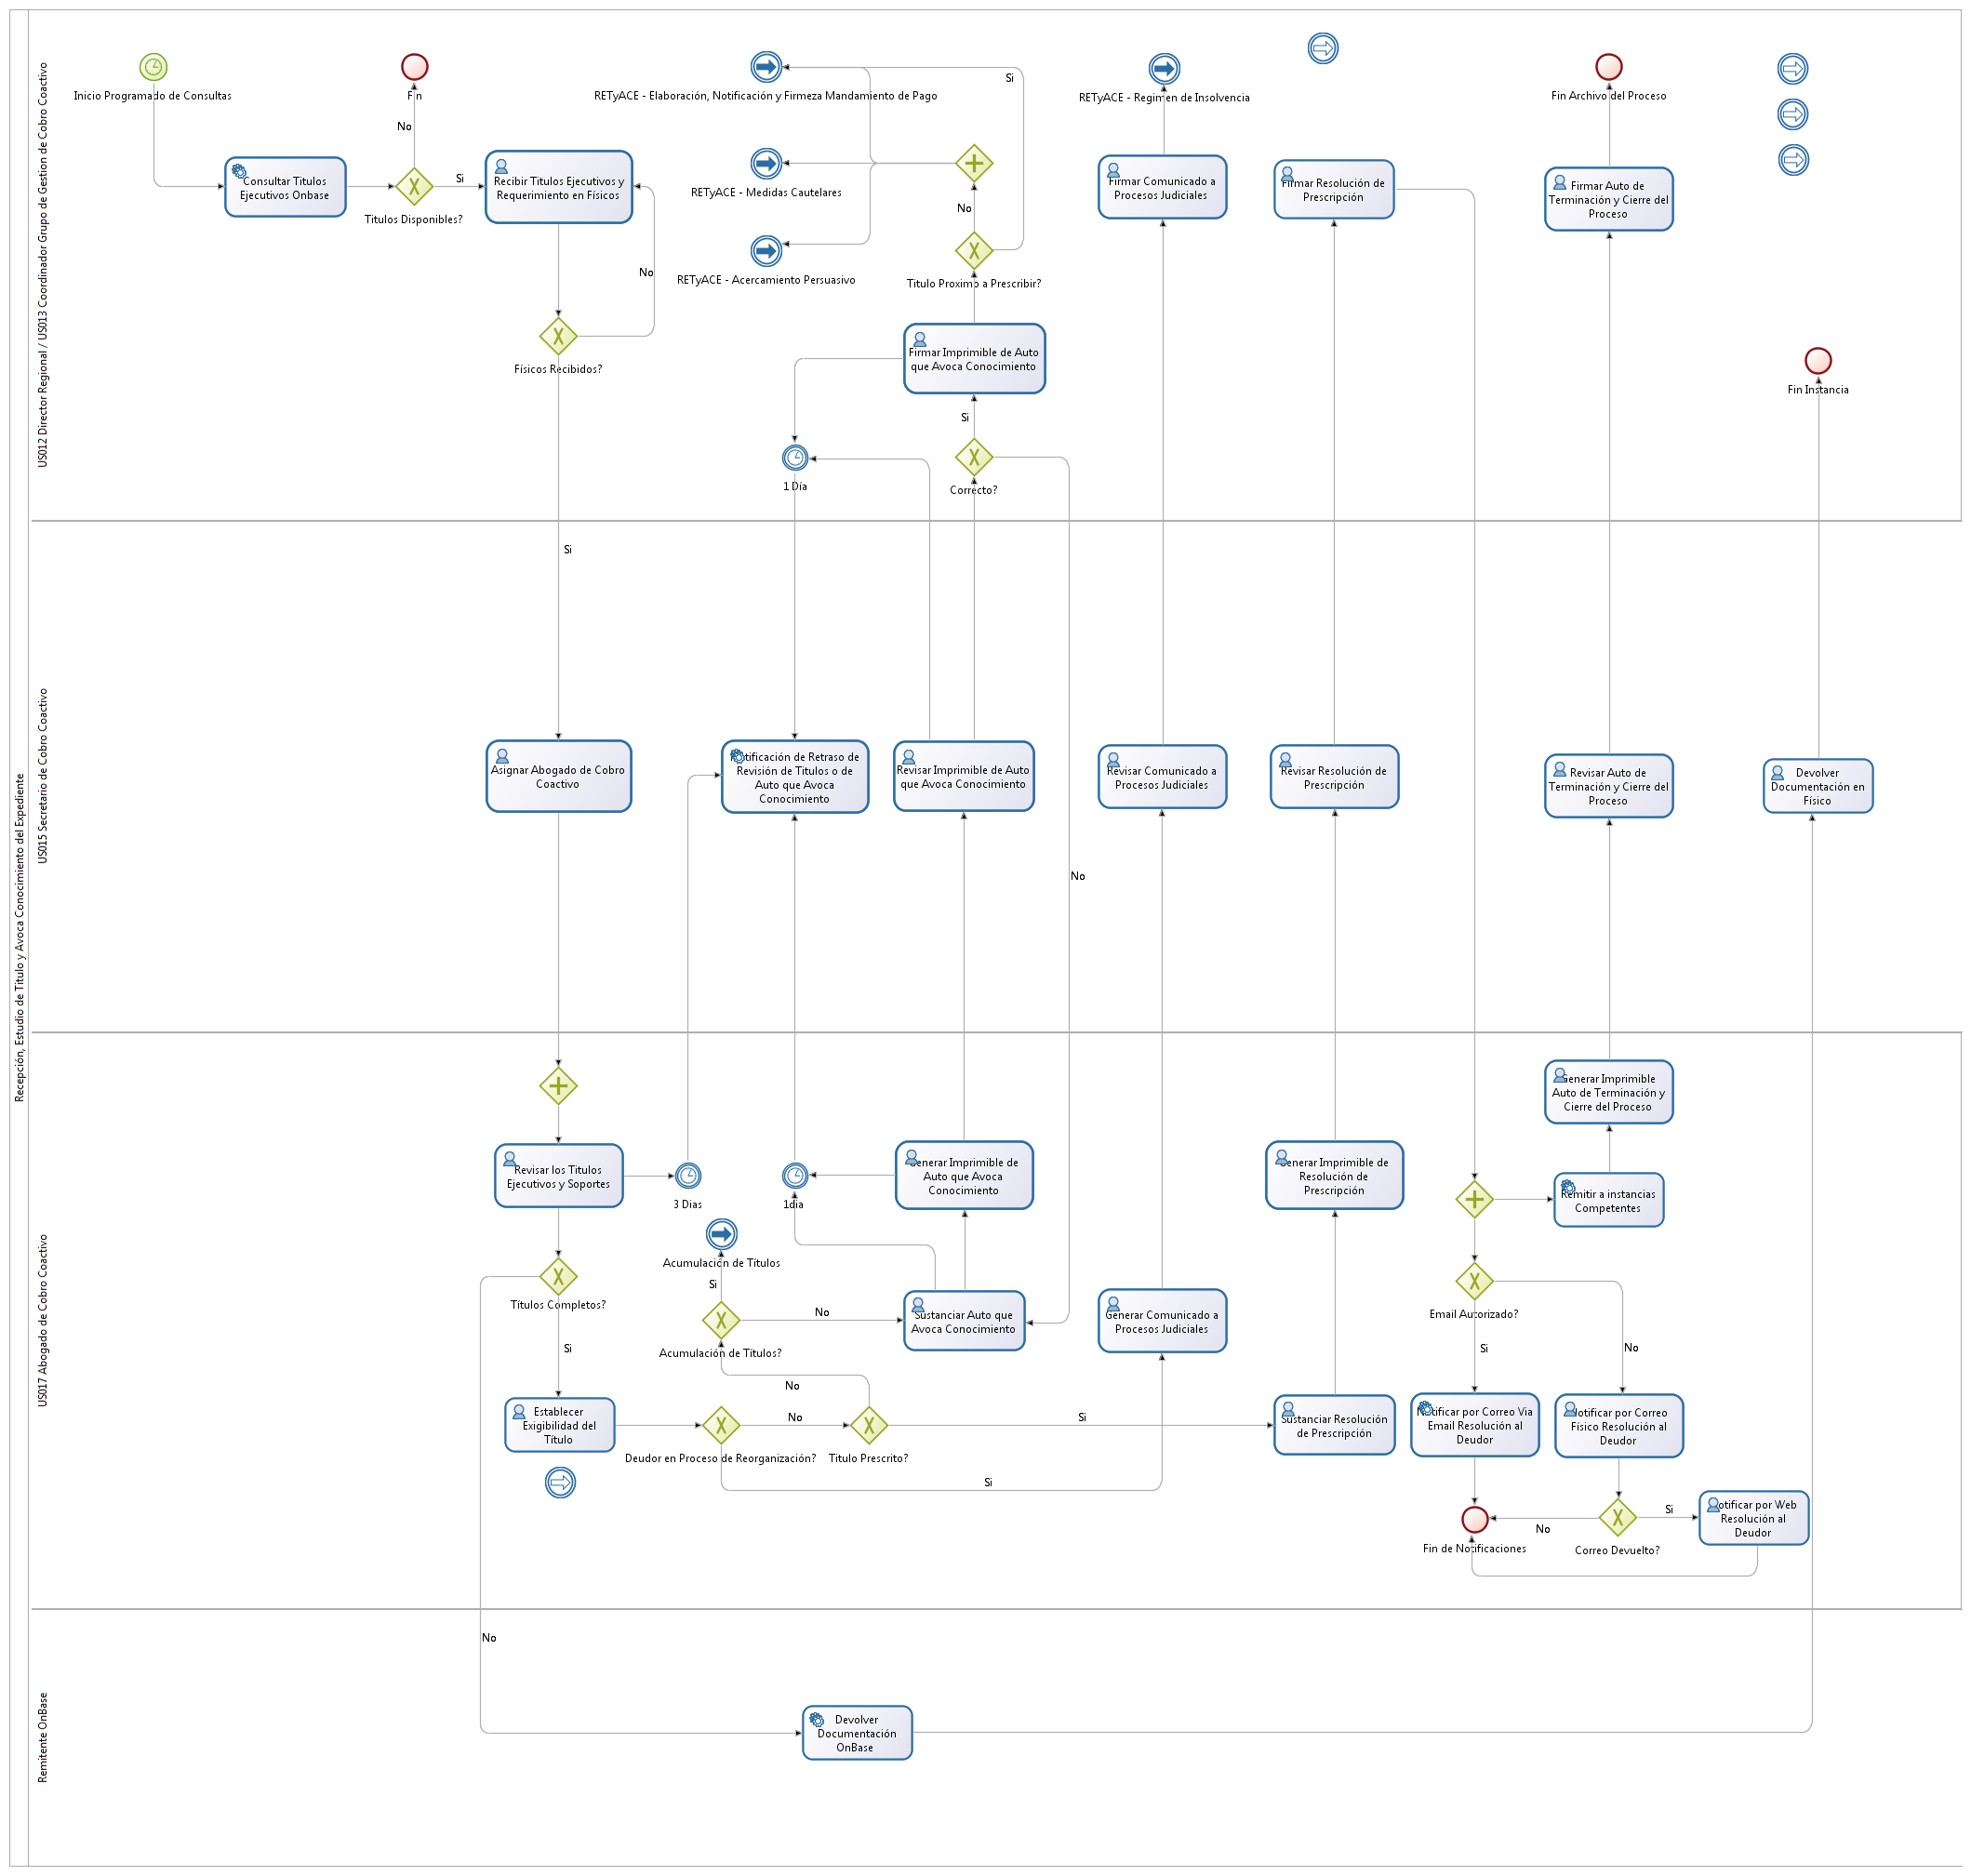 Recepción, Estudio de Titulo y Avoca Conocimiento del Expediente
US012 Director Regional / US013 Coordinador Grupo de Gestion de Cobro Coactivo
Inicio Programado de Consultas
Fin
No
Consultar Titulos
Ejecutivos Onbase
Titulos Disponibles?
Si
Recibir Titulos Ejecutivos y
Requerimiento en Físicos
No
Físicos Recibidos?
RETyACE - Elaboración, Notificación y Firmeza Mandamiento de Pago
Si
RETyACE - Medidas Cautelares
No
RETyACE - Acercamiento Persuasivo
Titulo Proximo a Prescribir?
Firmar Imprimible de Auto
que Avoca Conocimiento
Si
1 Día
Correcto?
RETyACE - Regimen de Insolvencia
Firmar Comunicado a
Procesos Judiciales
Firmar Resolución de
Prescripción
Fin Archivo del Proceso
Firmar Auto de
Terminación y Cierre del
Proceso
Fin Instancia
US015 Secretario de Cobro Coactivo
Si
Asignar Abogado de Cobro
Coactivo
Notificación de Retraso de
Revisión de Titulos o de
Auto que Avoca
Conocimiento
Revisar Imprimible de Auto
que Avoca Conocimiento
No
Revisar Comunicado a
Procesos Judiciales
Revisar Resolución de
Prescripción
Revisar Auto de
Terminación y Cierre del
Proceso
Devolver
Documentación en
Físico
US017 Abogado de Cobro Coactivo
Revisar los Titulos
Ejecutivos y Soportes
3 Dias
1dia
Generar Imprimible de
Auto que Avoca
Conocimiento
Generar Imprimible de
Resolución de
Prescripción
Generar Imprimible
Auto de Terminación y
Cierre del Proceso
Remitir a instancias
Competentes
Acumulación de Títulos
Si
Títulos Completos?
No
Acumulación de Títulos?
Sustanciar Auto que
Avoca Conocimiento
Generar Comunicado a
Procesos Judiciales
Email Autorizado?
Si
Si
No
No
Establecer
Exigibilidad del
Título
No
Si
Deudor en Proceso de Reorganización?
Titulo Prescrito?
Si
Sustanciar Resolución
de Prescripción
Notificar por Correo Via
Email Resolución al
Deudor
Notificar por Correo
Físico Resolución al
Deudor
Si
No
Notificar por Web
Resolución al
Deudor
Fin de Notificaciones
Correo Devuelto?
Remitente OnBase
No
Devolver
Documentación
OnBase